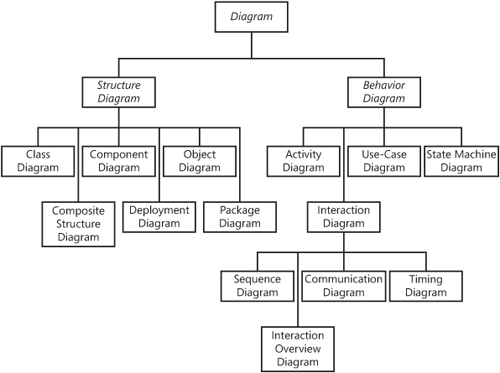 Diagram
Structure
Diagram
Behavior
Diagram
Class
Diagram
Component
Diagram
Object
Diagram
Activity
Diagram
Use-Case
Diagram
State Machine
Diagram
Composite
Structure
Diagram
Deployment
Diagram
Package
Diagram
Interaction
Diagram
Sequence
Diagram
Communication
Diagram
Timing
Diagram
Interaction
Overview
Diagram